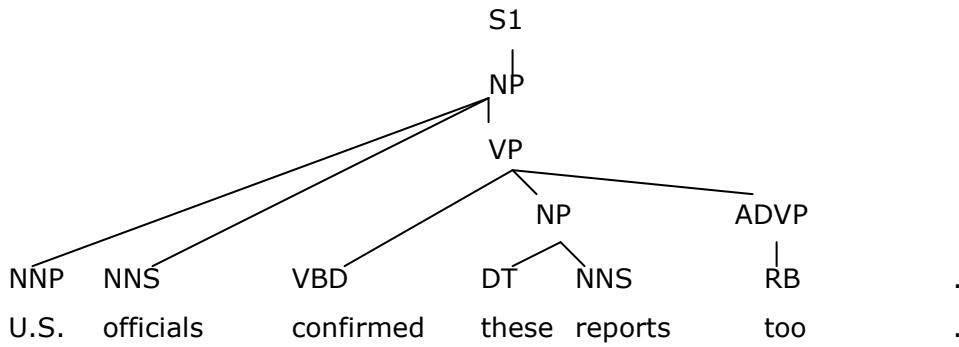 S1
NP
VP
NP ADVP
NNP NNS VBD DT NNS RB .
U.S. officials confirmed these reports too .